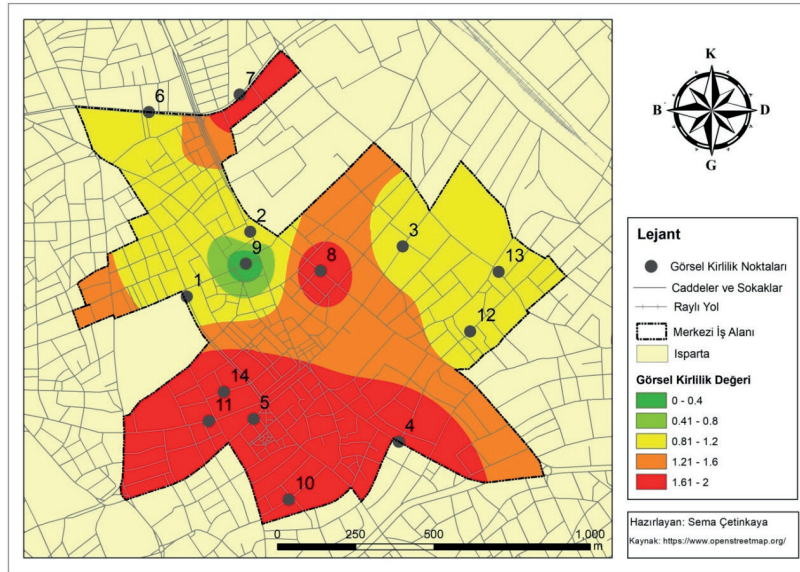 7
6
2
9
8
3
13
1
12
14
11
5
4
10
0
250
500
1,000
m
K
B
D
G
Lejant
Görsel Kirlilik Noktaları
Caddeler ve Sokaklar
Raylı Yol
Merkezi İş Alanı
Isparta
Görsel Kirlilik Değeri
0 - 0.4
0.41 - 0.8
0.81 - 1.2
1.21 - 1.6
1.61 - 2
Hazırlayan: Sema Çetinkaya
Kaynak: https://www.openstreetmap.org/